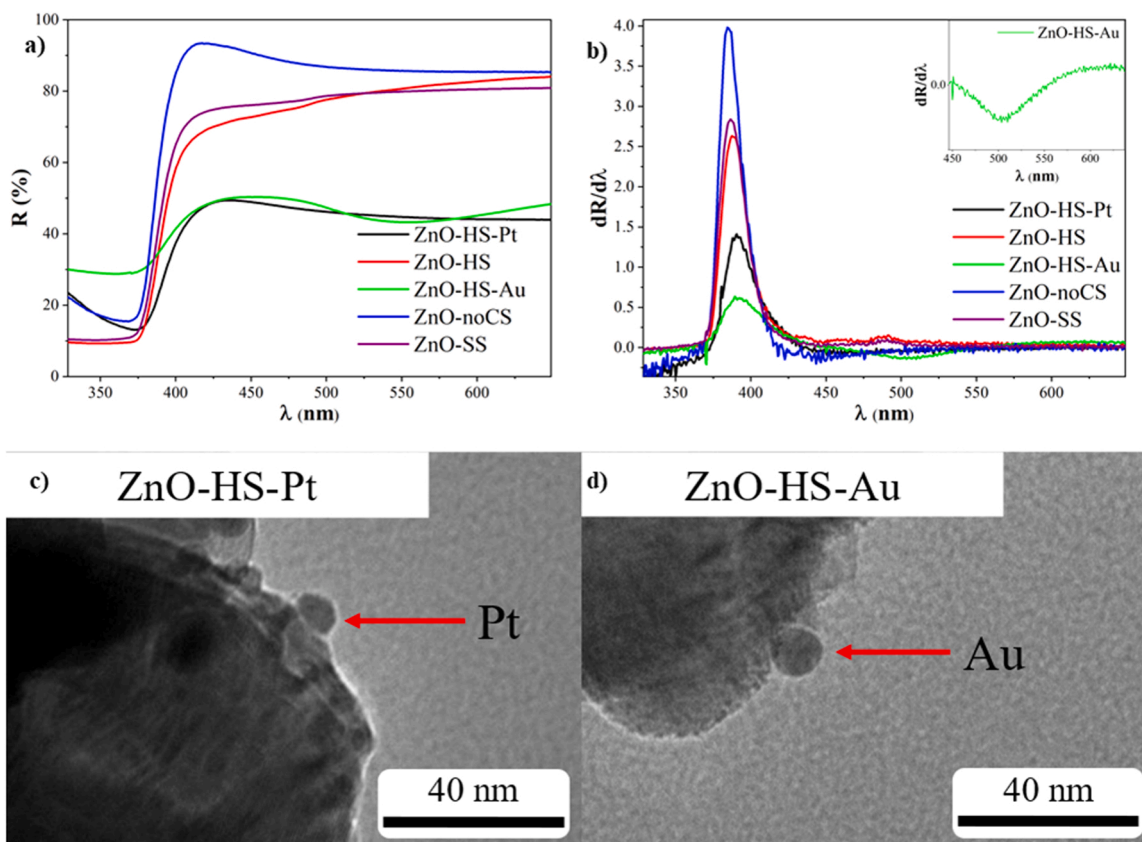 a)
100
80
60
40
20
0
R (%)
350 400 450 500 550 600
λ (nm)
ZnO-HS-Pt
ZnO-HS
ZnO-HS-Au
ZnO-noCS
ZnO-SS
b)
4.0
3.5
3.0
2.5
2.0
1.5
1.0
0.5
0.0
dR/dλ
350 400 450 500 550 600 650
λ (nm)
ZnO-HS-Au
0.0
dR/dλ
450 500 550 600
λ (nm)
ZnO-HS-Pt
ZnO-HS
ZnO-HS-Au
ZnO-noCS
ZnO-SS
c) ZnO-HS-Pt
Pt
40 nm
d) ZnO-HS-Au
Au
40 nm